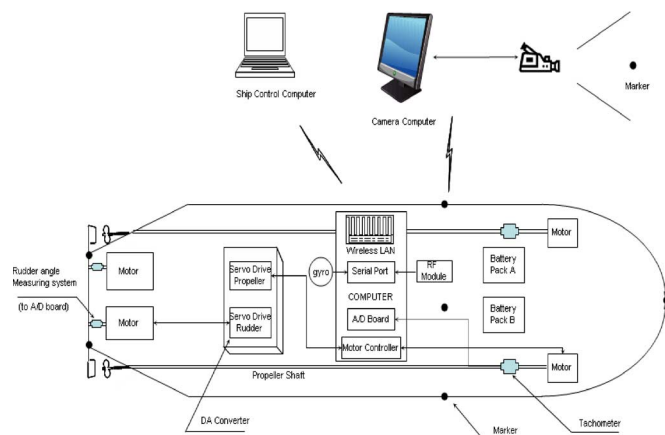 Ship Control Computer
Camera Computer
Marker
Wireless LAN
Motor
Rudder angle
Measuring system
(to A/D board)
Motor
Servo Drive
Propeller
gyro
Serial Port
RF
Module
Battery
Pack A
COMPUTER
Motor
Servo Drive
Rudder
A/D Board
Battery
Pack B
Motor Controller
Propeller Shaft
Motor
DA Converter
Marker
Tachometer